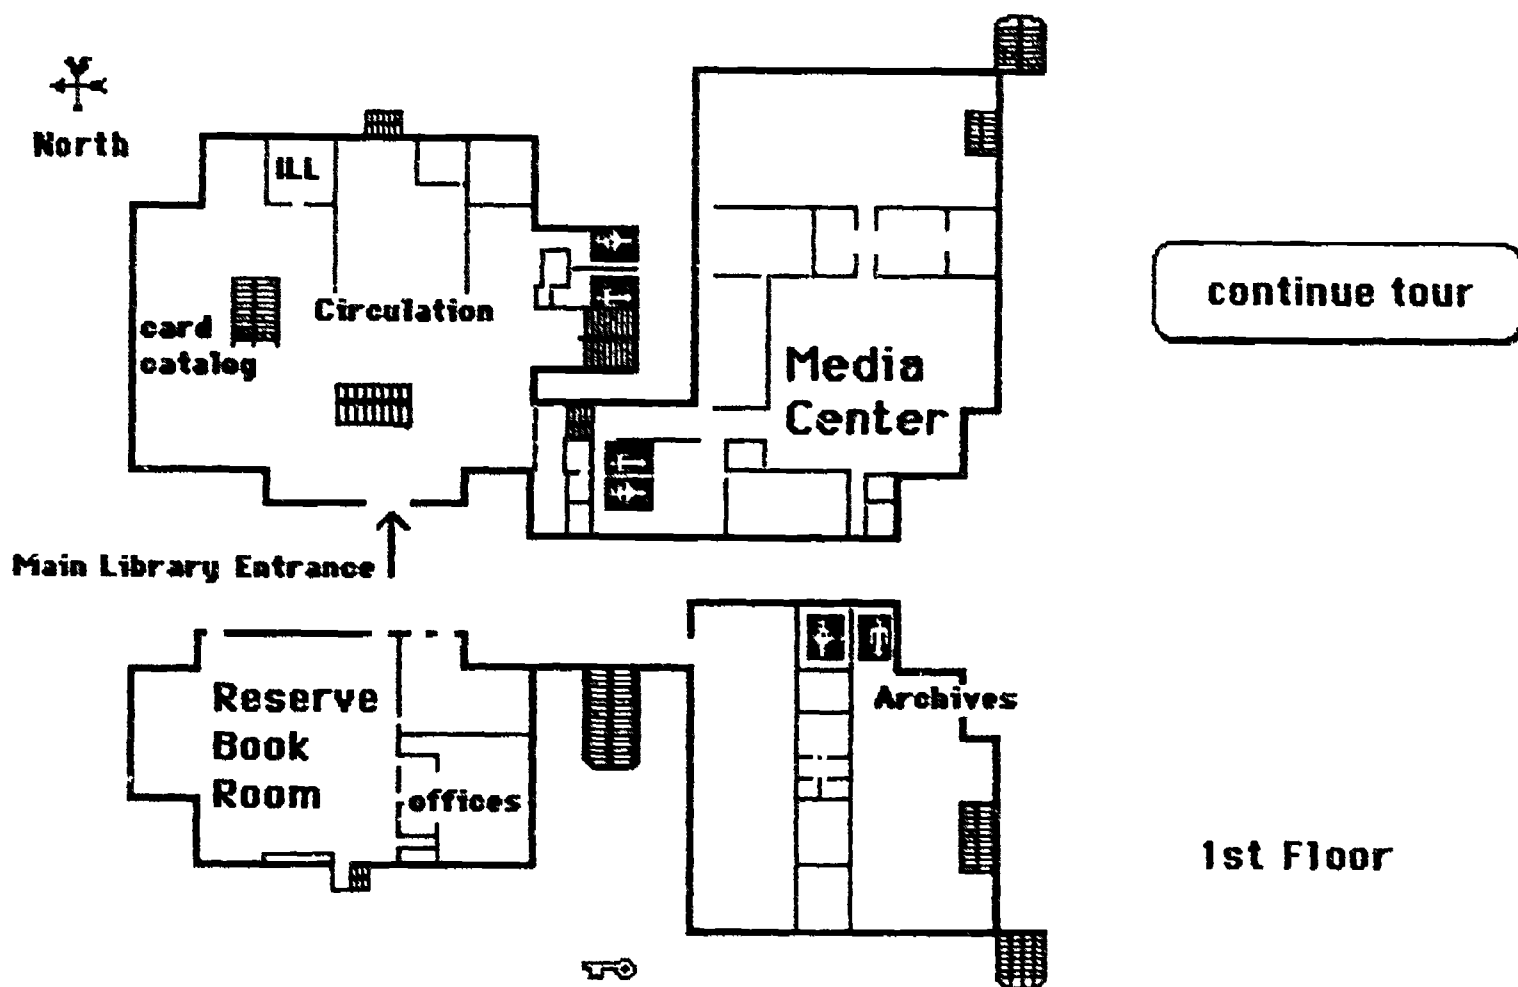 North
ILL
Circulation
card
catalog
continue tour
Media
Center
Main Library Entrance
Reserve
Book
Room
Archives
offices
1st Floor